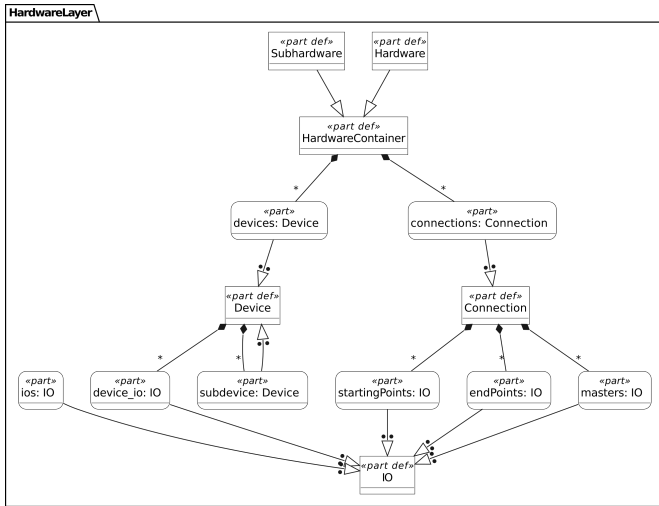 HardwareLayer
«part def»
Subhardware
«part def»
Hardware
«part def»
HardwareContainer
*
*
«part»
devices: Device
«part»
connections: Connection
«part def»
Device
«part def»
Connection
*
*
*
*
*
«part»
ios: IO
«part»
device_io: IO
«part»
subdevice: Device
«part»
startingPoints: IO
«part»
endPoints: IO
«part»
masters: IO
«part def»
IO